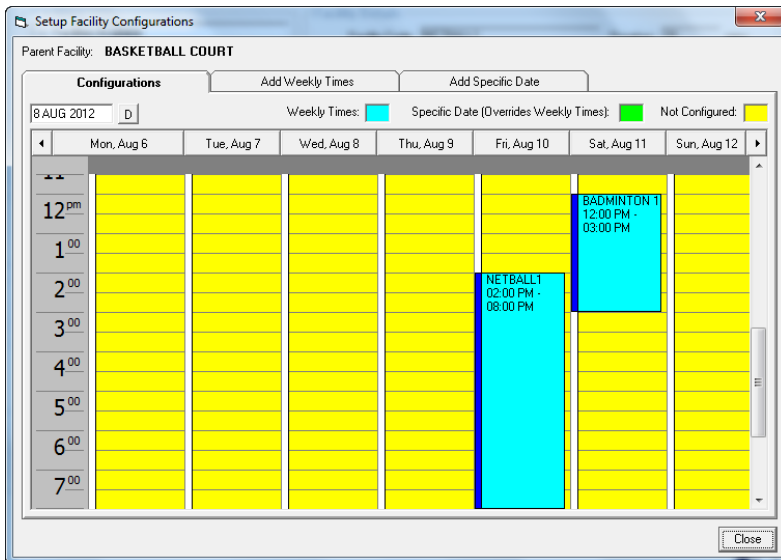 Setup Facility Configurations
Parent Facility: BASKETBALL COURT
Configurations
Add Weekly Times
Add Specific Date
8 AUG 2012
D
Weekly Times:
Specific Date (Overrides Weekly Times):
Not Configured:
Mon, Aug 6
Tue, Aug 7
Wed, Aug 8
Thu, Aug 9
Fri, Aug 10
Sat, Aug 11
Sun, Aug 12
12 pm
1 00
2 00
3 00
4 00
5 00
6 00
7 00
BADMINTON 1
12:00 PM -
03:00 PM
NETBALL1
02:00 PM -
08:00 PM
Close